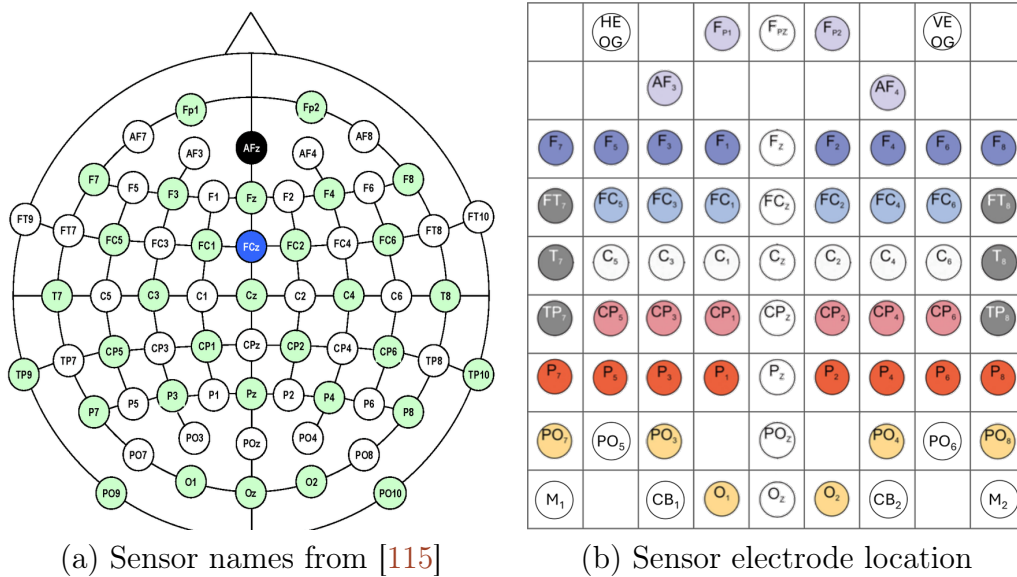 Fp1 Fp2
AF7 AFz AF8
AF3 AF4
F7 F5 F3 F1 Fz F2 F4 F6 F8
FT9 FT7 FC5 FC3 FC1 FCz FC2 FC4 FC6 FT8 FT10
T7 C5 C3 C1 Cz C2 C4 C6 T8
TP9 TP7 CP5 CP3 CP1 CPz CP2 CP4 CP6 TP8 TP10
P7 P5 P3 P1 Pz P2 P4 P6 P8
PO7 PO3 POz PO4 PO8
PO9 O1 Oz O2 PO10
(a) Sensor names from [115]
HE
OG FP1 FPZ FP2 VE
OG
AF3 AF4
F7 F5 F3 F1 FZ F2 F4 F6 F8
FT7 FC5 FC3 FC1 FCZ FC2 FC4 FC6 FT8
T7 C5 C3 C1 CZ C2 C4 C6 T8
TP7 CP5 CP3 CP1 CPZ CP2 CP4 CP6 TP8
P7 P5 P3 P1 PZ P2 P4 P6 P8
PO7 PO5 PO3 POZ PO4 PO6 PO8
M1 CB1 O1 OZ O2 CB2 M2
(b) Sensor electrode location